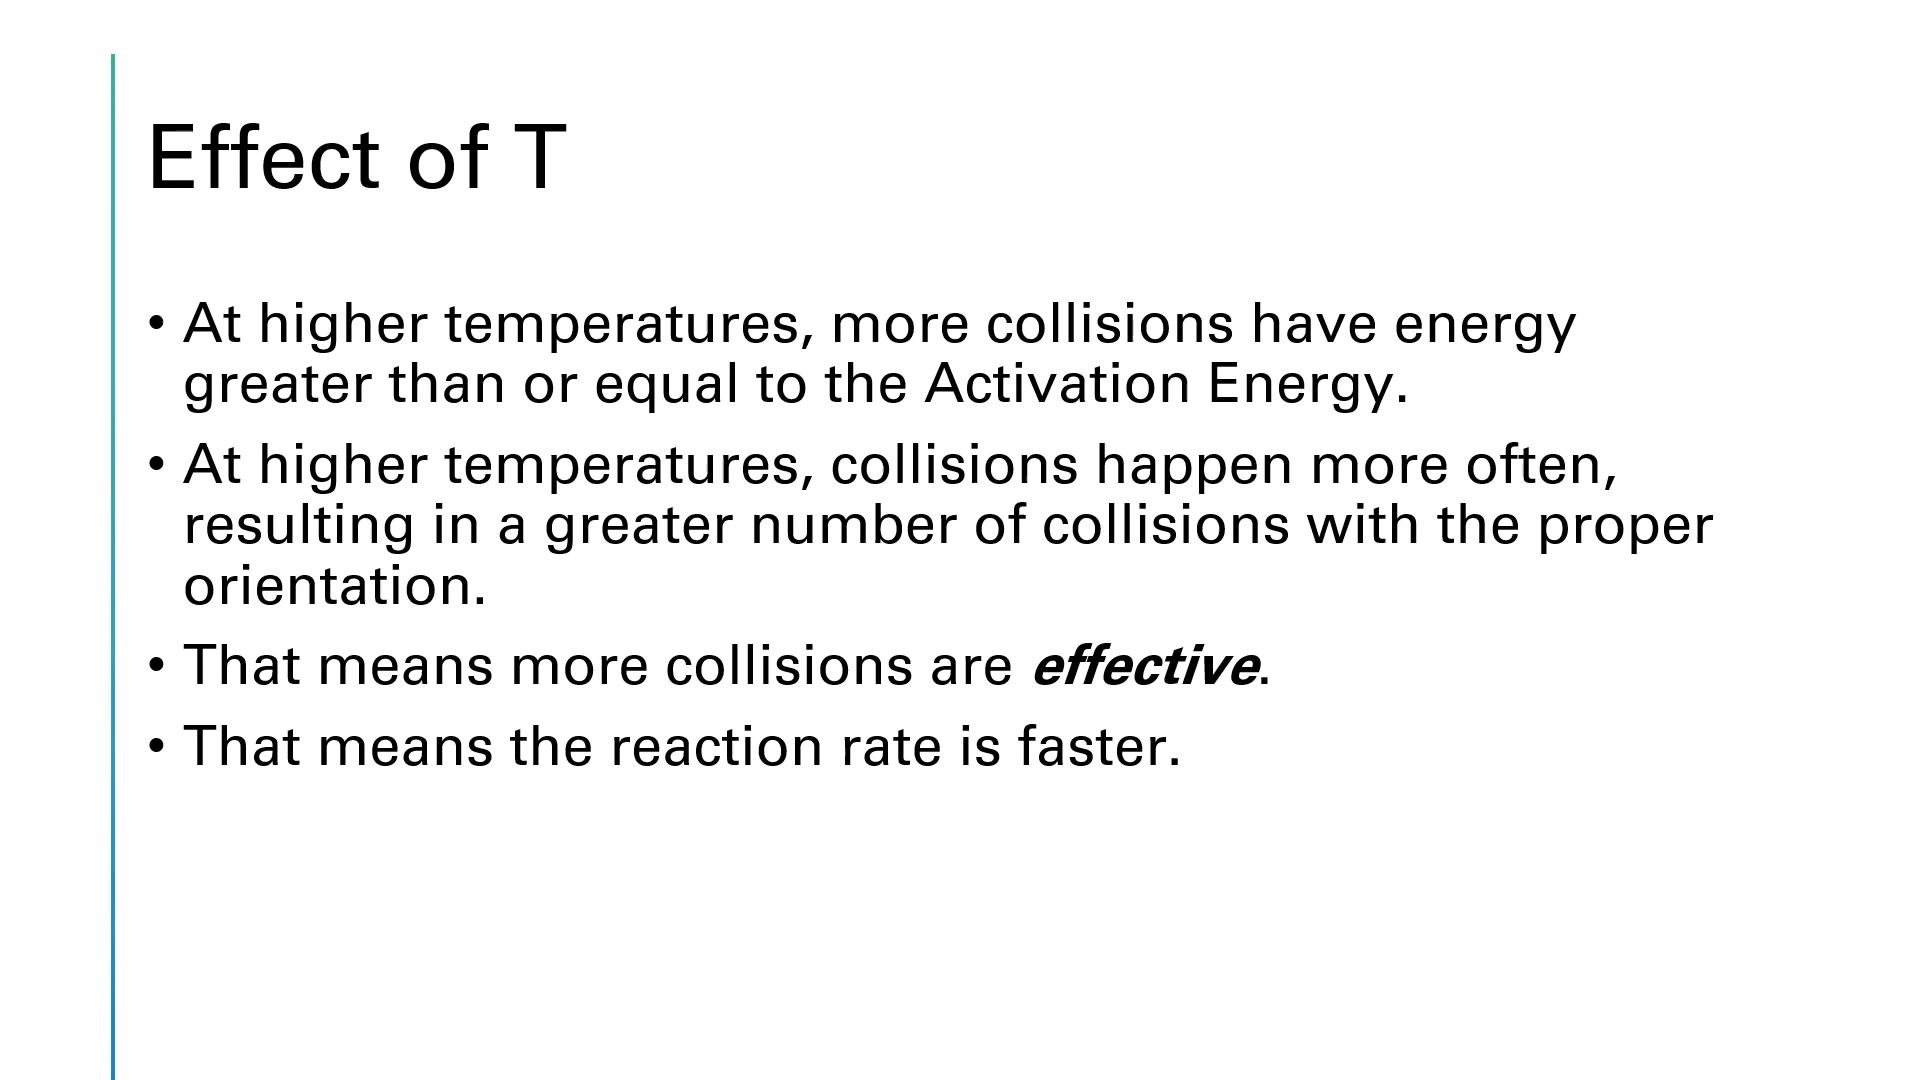 Effect of T
• At higher temperatures, more collisions have energy
greater than or equal to the Activation Energy.
• At higher temperatures, collisions happen more often,
resulting in a greater number of collisions with the proper
orientation.
• That means more collisions are effective.
• That means the reaction rate is faster.